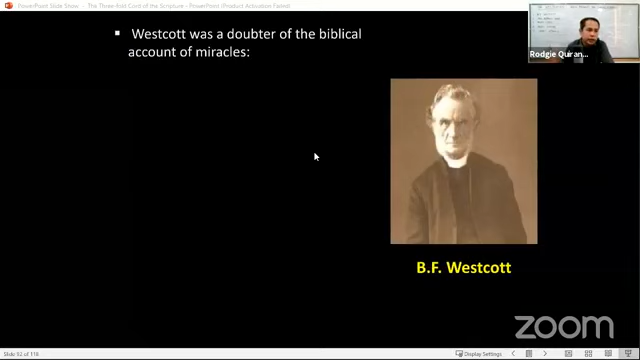 PowerPoint Slide Show - The Three-Fold Cord of the Scripture - PowerPoint (Product Activation Failed)
▪ Westcott was a doubter of the biblical
account of miracles:
Rodgie Quiran...
B.F. Westcott
zoom
Slide 92 of 118
Display Settings